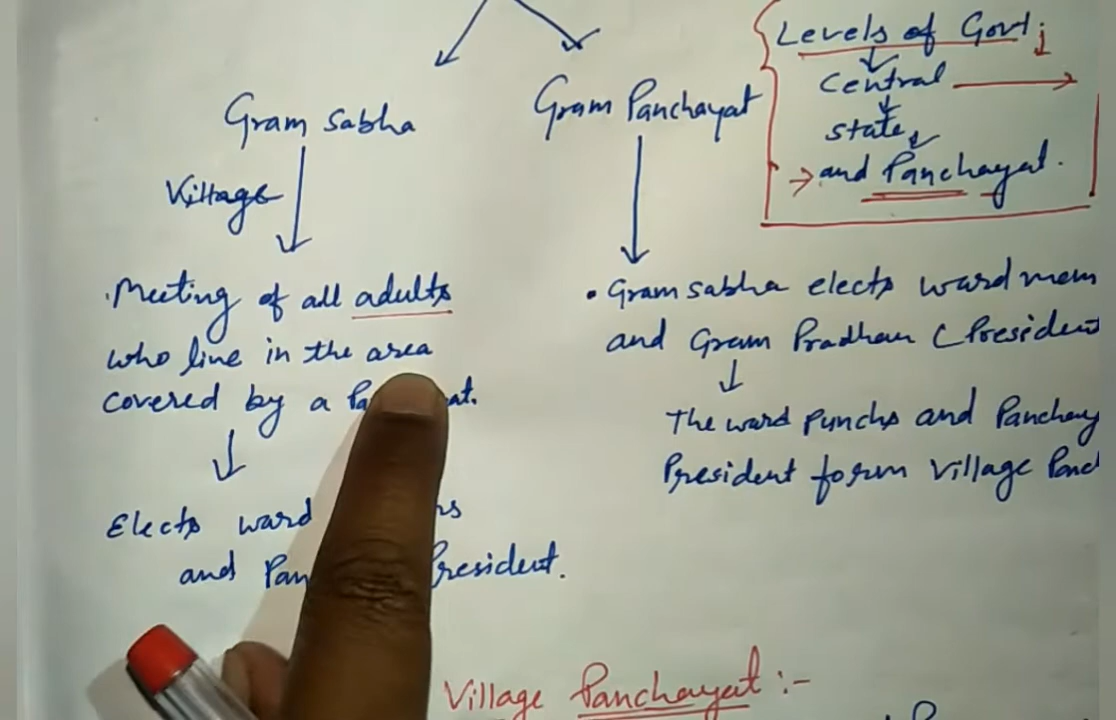 Levels of Govt;
Central
state
and Panchayat.
Gram Sabha
Gram Panchayat
Village
Meeting of all adults
who live in the area
covered by a
Elects ward
and President.
• Gram sabha elects ward
and Gram Pradhan (President
The ward Punchs and
President form Village
Village Panchayat :-